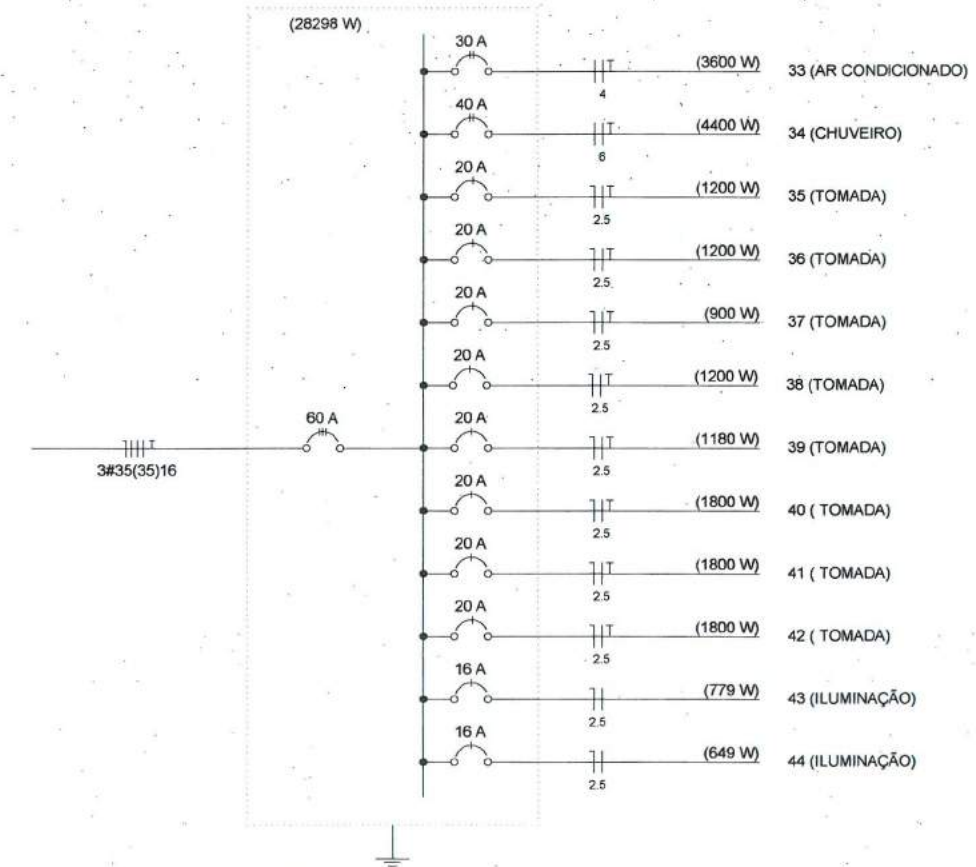 (28298 W)
30 A
(3600 W)
33 (AR CONDICIONADO)
T
4
40 A
(4400 W)
34 (CHUVEIRO)
T
6
20 A
(1200 W)
35 (TOMADA)
T
2.5
20 A
(1200 W)
36 (TOMADA)
T
2.5
20 A
(900 W)
37 (TOMADA)
T
2.5
20 A
(1200 W)
38 (TOMADA)
T
2.5
60 A
T
3#35(35)16
20 A
(1180 W)
39 (TOMADA)
T
2.5
20 A
(1800 W)
40 ( TOMADA)
T
2.5
20 A
(1800 W)
41 ( TOMADA)
T
2.5
20 A
(1800 W)
42 ( TOMADA)
T
2.5
16 A
(779 W)
43 (ILUMINAÇÃO)
2.5
16 A
(649 W)
44 (ILUMINAÇÃO)
2.5